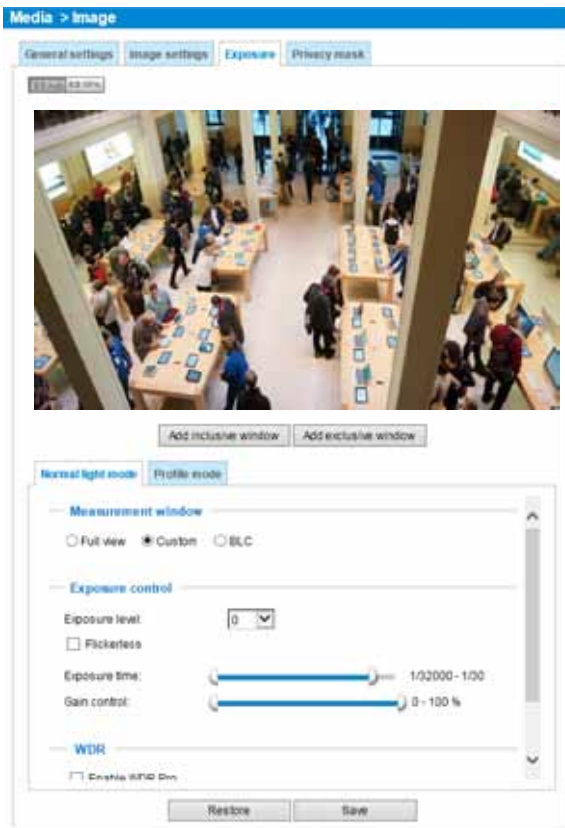 Media > Image
General settings Image settings Exposure Privacy mask
Add inclusive window Add exclusive window
Normal light mode Profile mode
Measurement window
Full view Custom BLC
Exposure control
Exposure level: 0
Flickerless
Exposure time: 1/32000 - 1/30
Gain control: 0 - 100 %
WDR
Enable WDR Pro
Restore Save